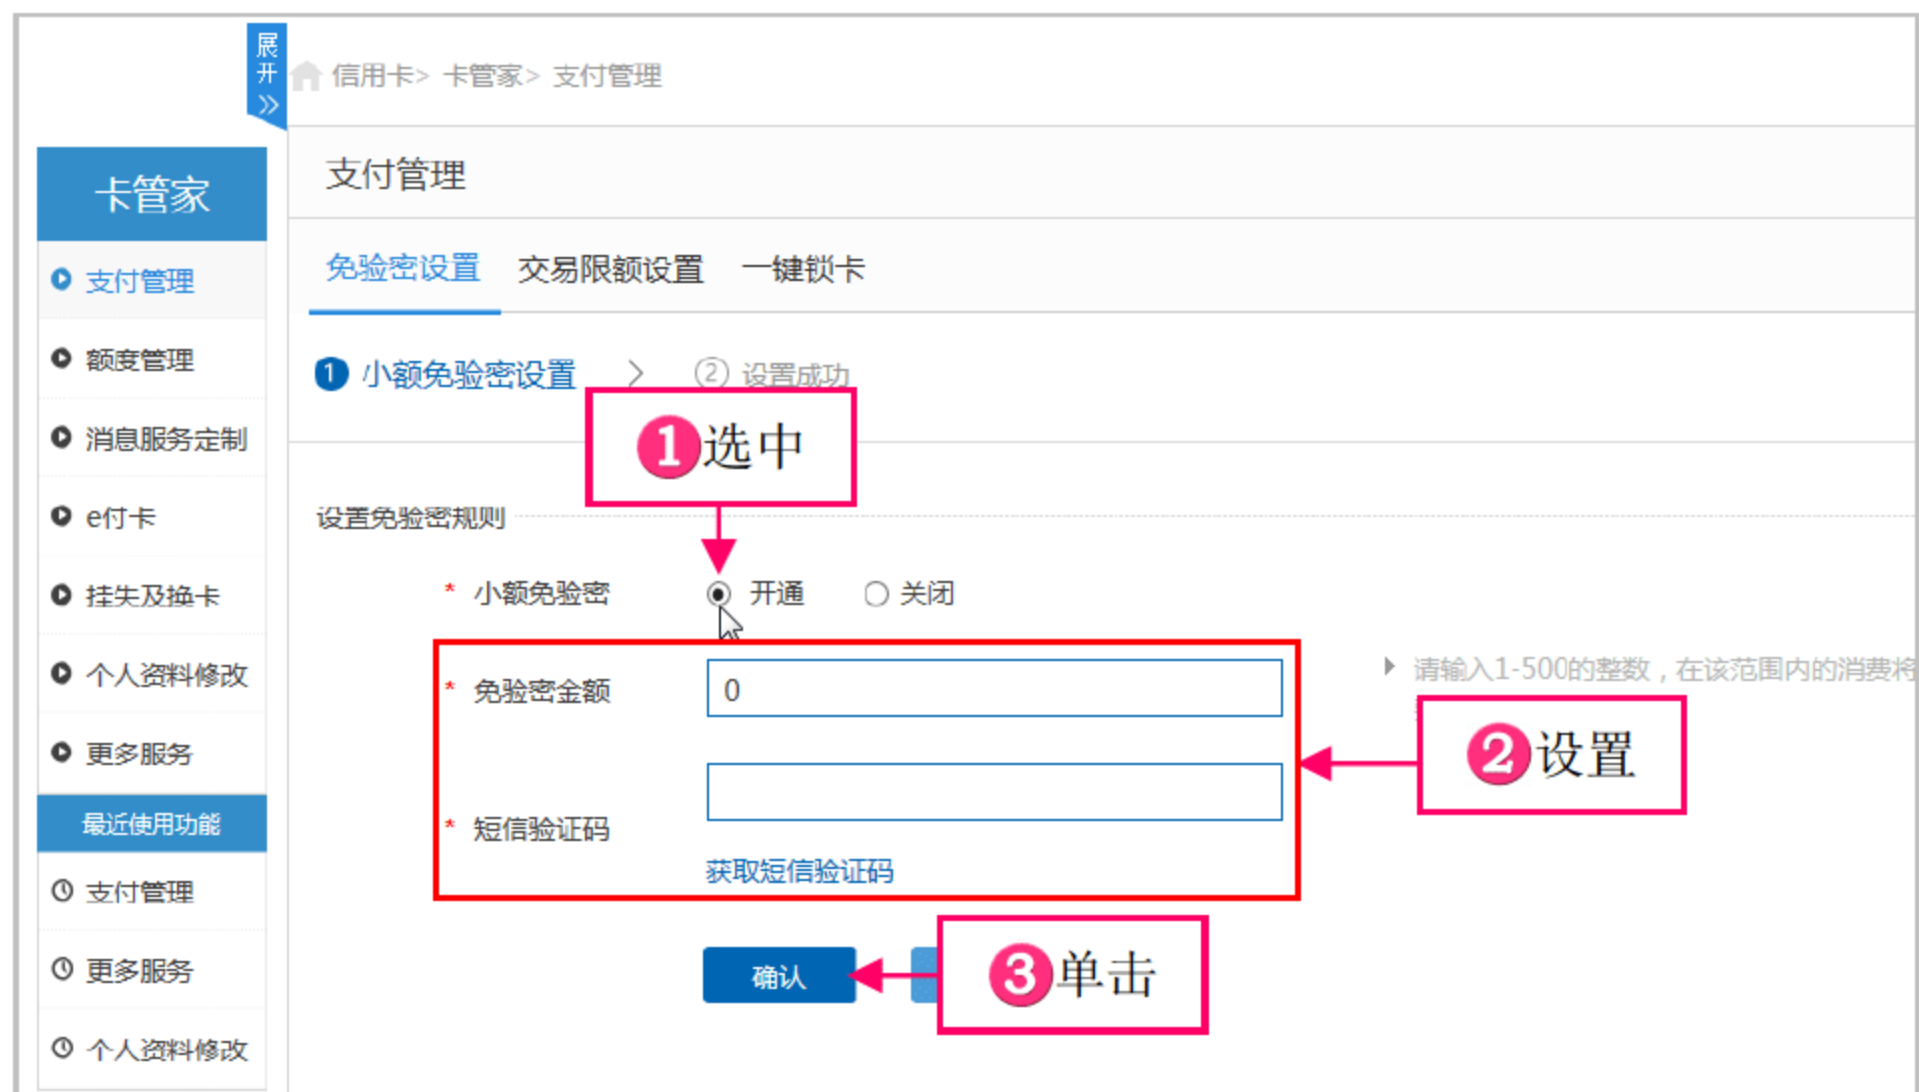 展开
信用卡> 卡管家> 支付管理
卡管家
支付管理
额度管理
消息服务定制
e付卡
挂失及换卡
个人资料修改
更多服务
最近使用功能
支付管理
更多服务
个人资料修改
支付管理
免验密设置 交易限额设置 一键锁卡
1 小额免验密设置 > 2 设置成功
1选中
设置免验密规则
* 小额免验密 开通 关闭
* 免验密金额 0 请输入1-500的整数，在该范围内的消费将
2设置
* 短信验证码
获取短信验证码
确认 3单击